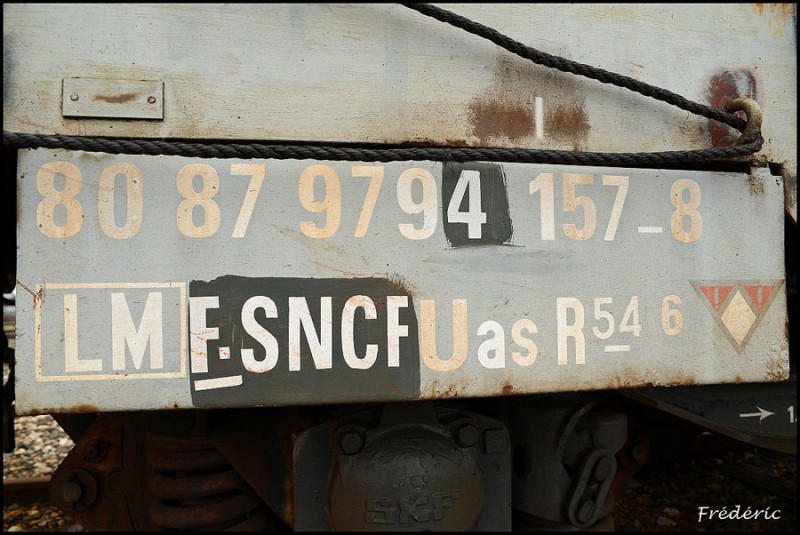 80 87 9794 157-8
LM F-SNCF Uas R 54 6
SKF
Frédéric